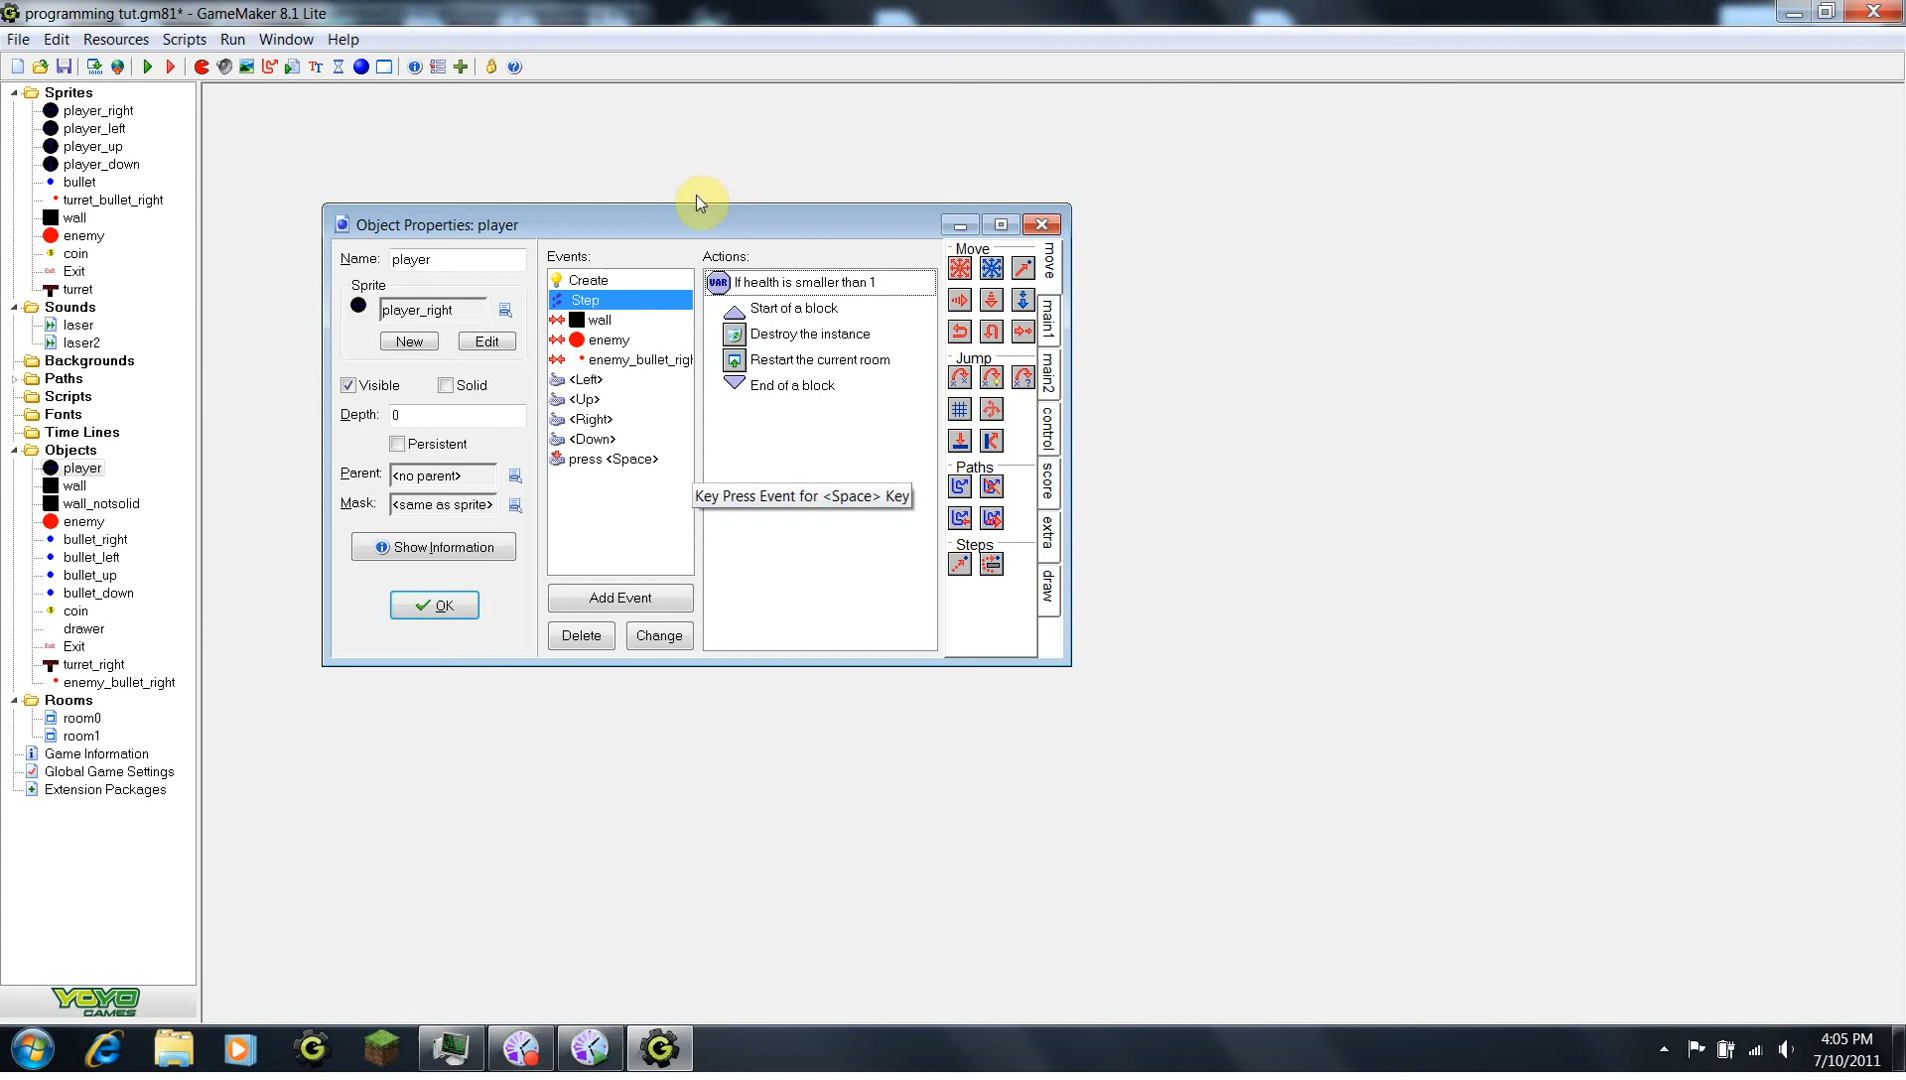 programming tut.gm81* - GameMaker 8.1 Lite
File Edit Resources Scripts Run Window Help
Sprites
player_right
player_left
player_up
player_down
bullet
turret_bullet_right
wall
enemy
coin
Exit
turret
Sounds
laser
laser2
Backgrounds
Paths
Scripts
Fonts
Time Lines
Objects
player
wall
wall_notsolid
enemy
bullet_right
bullet_left
bullet_up
bullet_down
coin
drawer
Exit
turret_right
enemy_bullet_right
Rooms
room0
room1
Game Information
Global Game Settings
Extension Packages
YOYO
GAMES
Object Properties: player
Name: player
Sprite
player_right
New Edit
Visible Solid
Depth: 0
Persistent
Parent: <no parent>
Mask: <same as sprite>
Show Information
OK
Events:
Create
Step
wall
enemy
enemy_bullet_righ
<Left>
<Up>
<Right>
<Down>
press <Space>
Add Event
Delete Change
Actions:
VAR If health is smaller than 1
Start of a block
Destroy the instance
Restart the current room
End of a block
Key Press Event for <Space> Key
Move
Jump
Paths
Steps
move
main1
main2
control
score
extra
draw
4:05 PM
7/10/2011